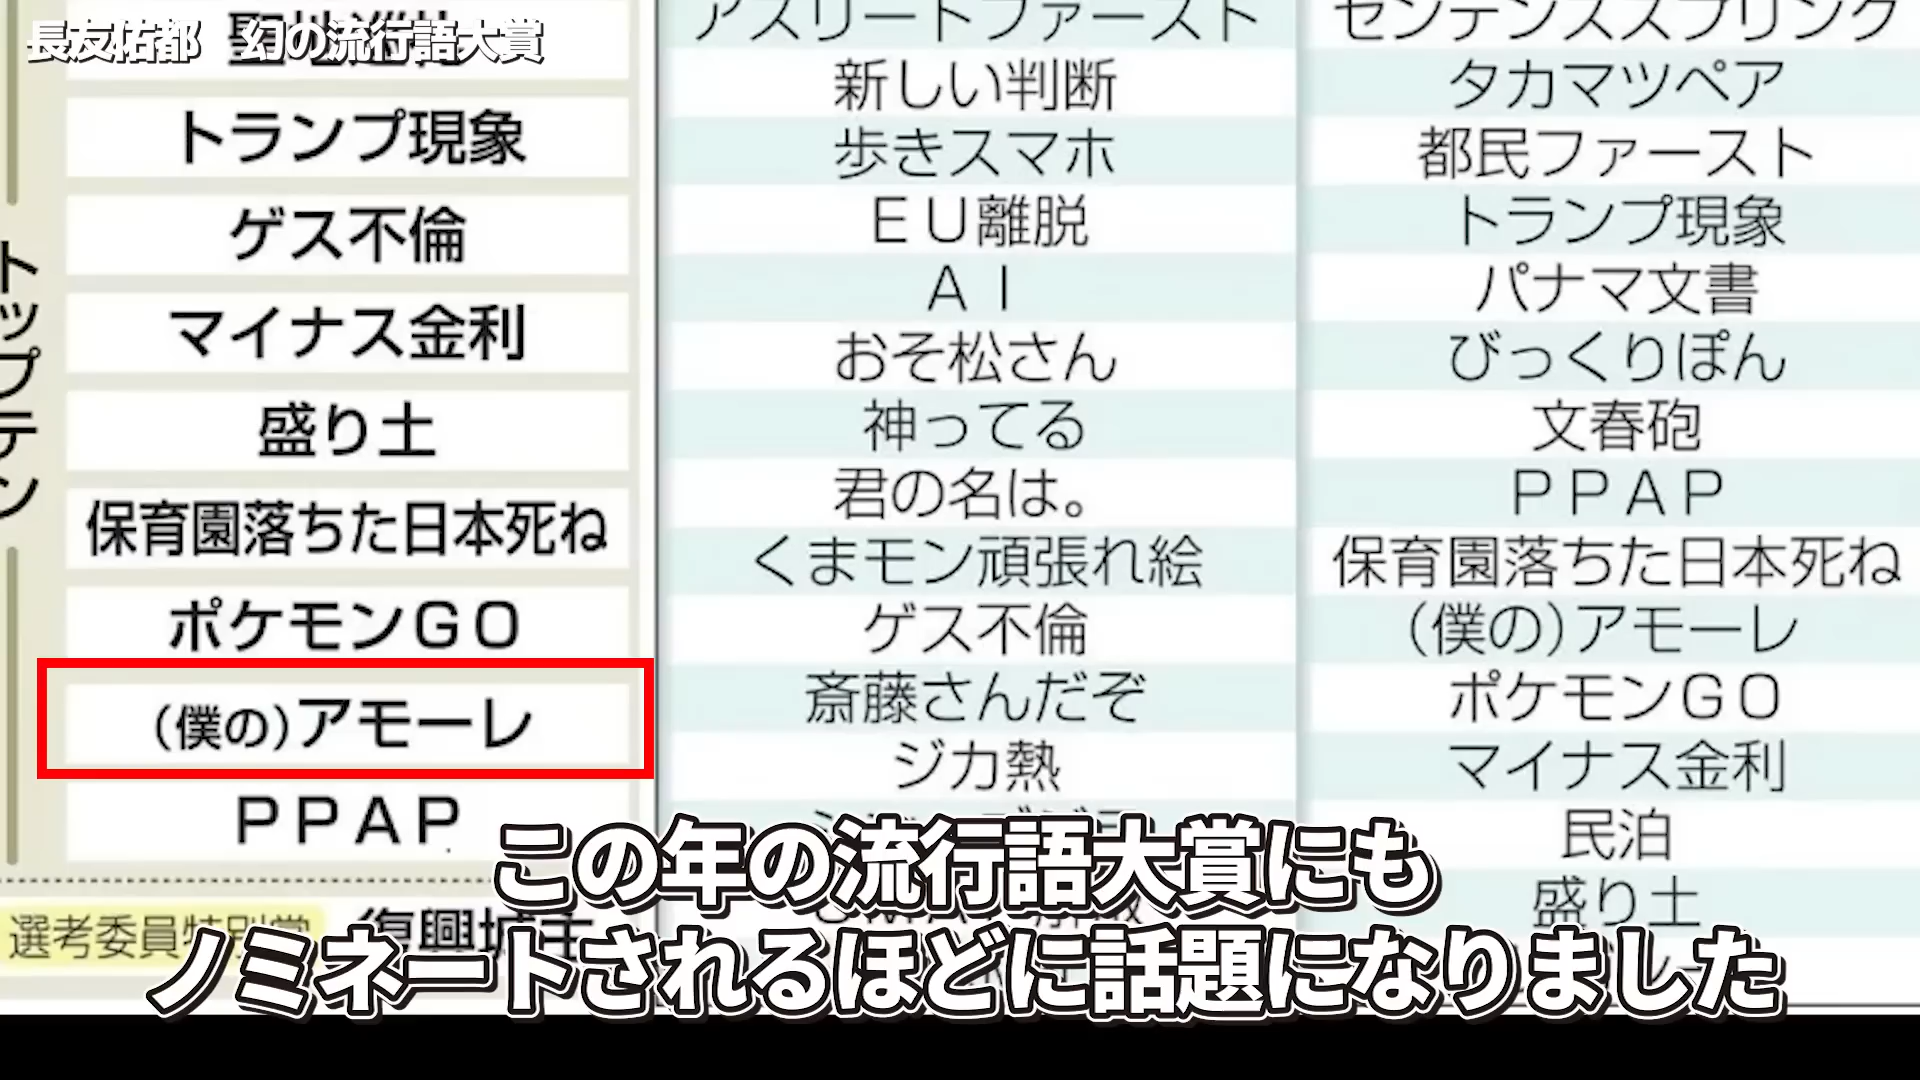 長友佑都 幻の流行語大賞
トップテン
トランプ現象
ゲス不倫
マイナス金利
盛り土
保育園落ちた日本死ね
ポケモンGO
(僕の)アモーレ
PPAP
選考委員特別賞 復興城主
アスリートファースト
新しい判断
歩きスマホ
EU離脱
AI
おそ松さん
神ってる
君の名は。
くまモン頑張れ絵
ゲス不倫
斎藤さんだぞ
ジカ熱
センテンススプリング
タカマツペア
都民ファースト
トランプ現象
パナマ文書
びっくりぽん
文春砲
PPAP
保育園落ちた日本死ね
(僕の)アモーレ
ポケモンGO
マイナス金利
民泊
盛り土
この年の流行語大賞にも
ノミネートされるほどに話題になりました